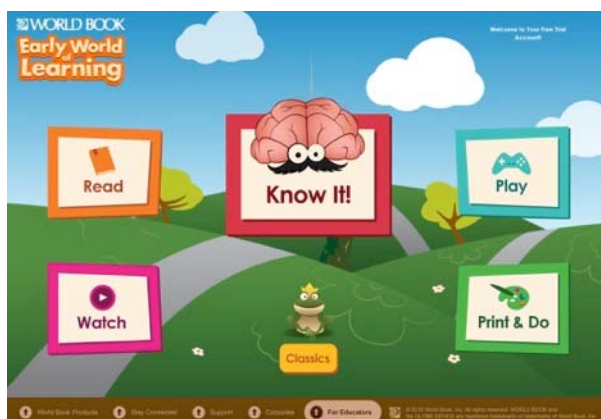 WORLD BOOK
Early World
of
Learning
Welcome to Your Free Trial
Account!
Read
Know It!
Play
Watch
Classics
Print & Do
World Book Products
Stay Connected
Support
Corporate
For Educators